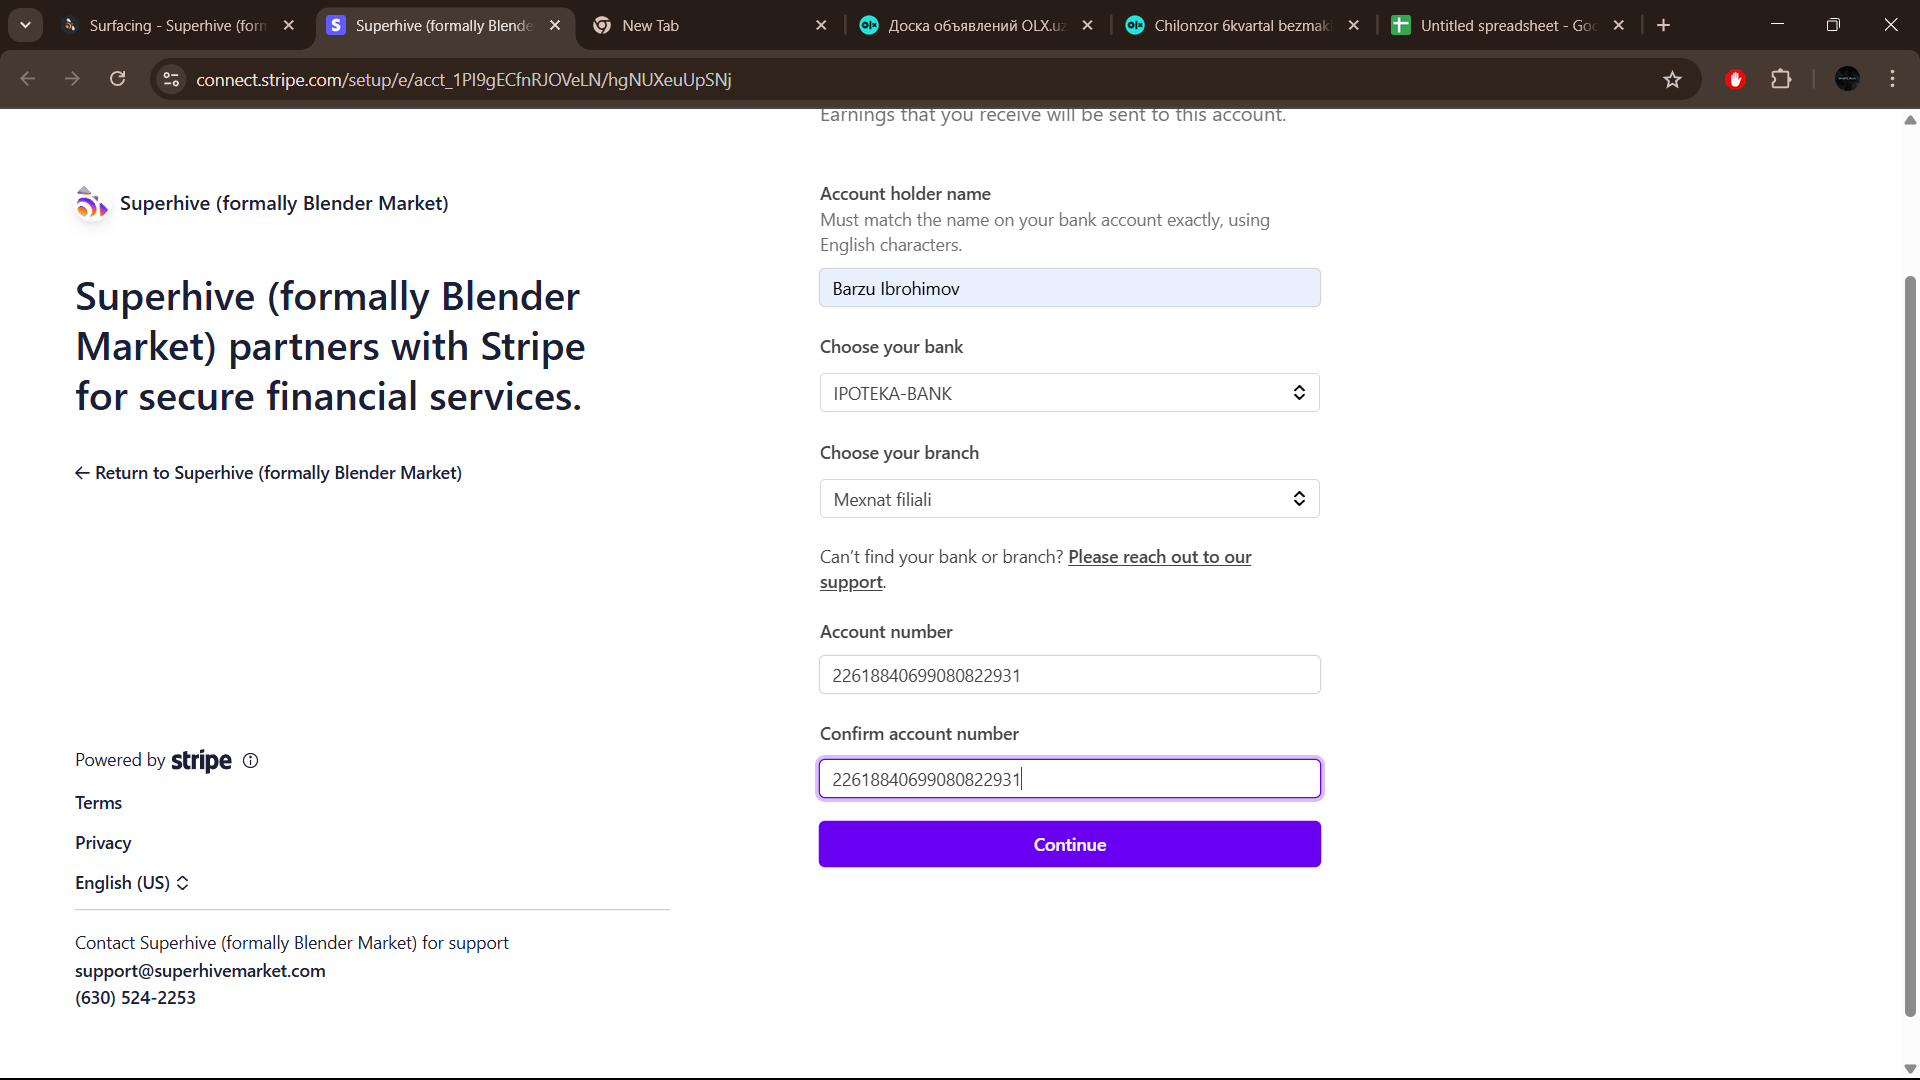 Surfacing - Superhive (form
Superhive (formally Blende
New Tab
Доска объявлений OLX.uz
Chilonzor 6kvartal bezmak
Untitled spreadsheet - Goo
connect.stripe.com/setup/e/acct_1PI9gECfnRJOVeLN/hgNUXeuUpSNj
Earnings that you receive will be sent to this account.
Superhive (formally Blender Market)
Superhive (formally Blender
Market) partners with Stripe
for secure financial services.
← Return to Superhive (formally Blender Market)
Powered by stripe
Terms
Privacy
English (US)
Contact Superhive (formally Blender Market) for support
support@superhivemarket.com
(630) 524-2253
Account holder name
Must match the name on your bank account exactly, using
English characters.
Barzu Ibrohimov
Choose your bank
IPOTEKA-BANK
Choose your branch
Mexnat filiali
Can’t find your bank or branch? Please reach out to our
support.
Account number
22618840699080822931
Confirm account number
22618840699080822931
Continue